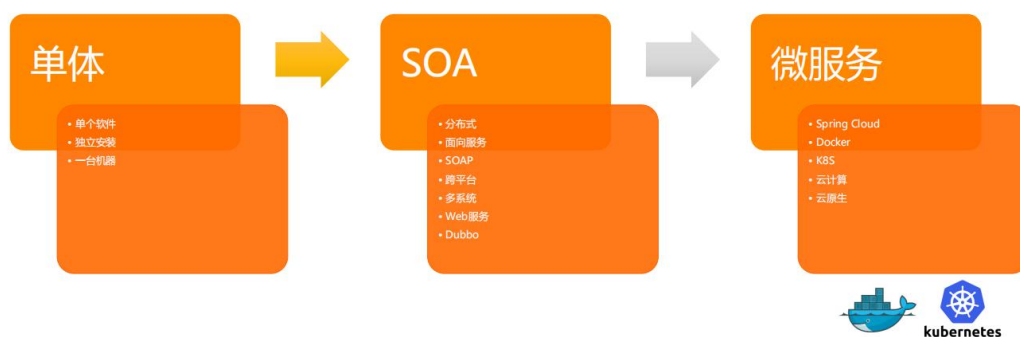 单体
• 单个软件
• 独立安装
• 一台机器
SOA
• 分布式
• 面向服务
• SOAP
• 跨平台
• 多系统
• Web服务
• Dubbo
微服务
• Spring Cloud
• Docker
• K8S
• 云计算
• 云原生
kubernetes